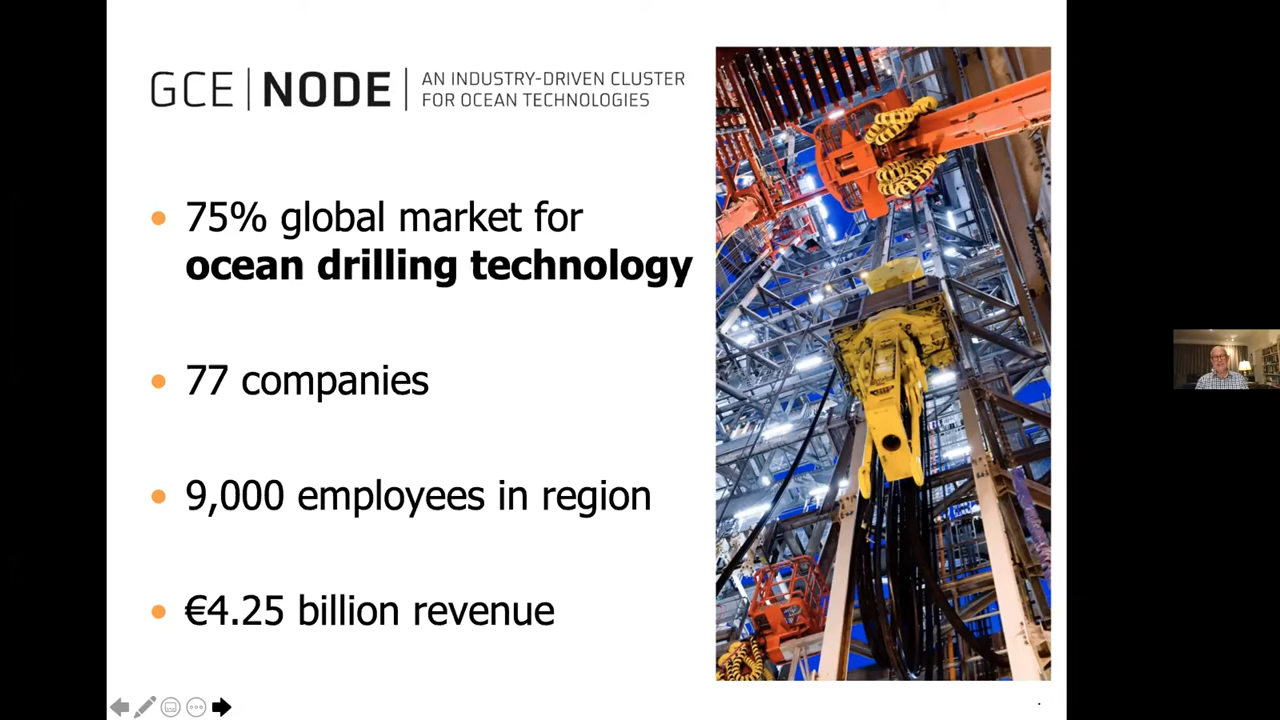 GCE | NODE | AN INDUSTRY-DRIVEN CLUSTER
FOR OCEAN TECHNOLOGIES
• 75% global market for
ocean drilling technology
• 77 companies
• 9,000 employees in region
• €4.25 billion revenue